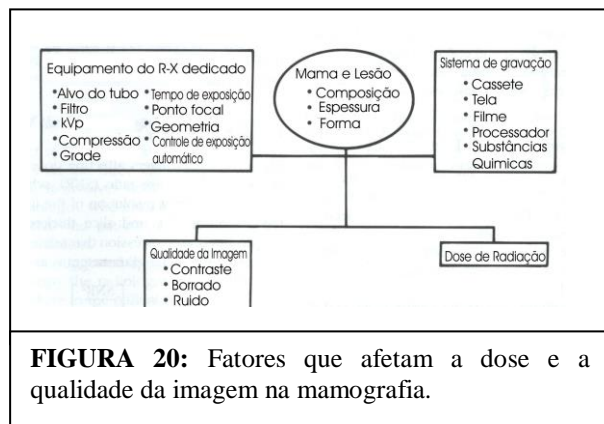 Equipamento do R-X dedicado
•Alvo do tubo •Tempo de exposição
•Filtro • Ponto focal
•kVp •Geometria
•Compressão • Controle de exposição
•Grade automático
Mama e Lesão
• Composição
• Espessura
• Forma
Sistema de gravação
• Cassete
• Tela
• Filme
• Processador
• Substâncias
Quimicas
Qualidade da Imagem
• Contraste
• Borrado
• Ruido
Dose de Radiação
FIGURA 20: Fatores que afetam a dose e a
qualidade da imagem na mamografia.